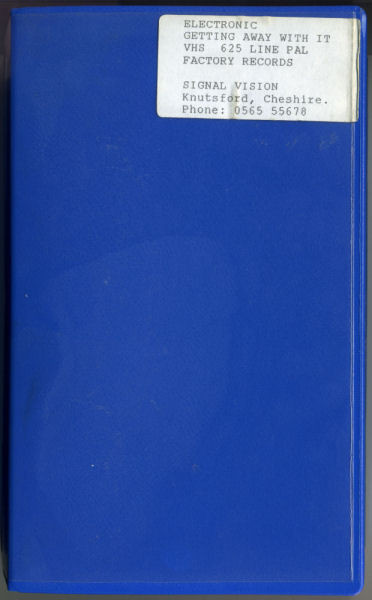 ELECTRONIC
GETTING AWAY WITH IT
VHS 625 LINE PAL
FACTORY RECORDS
SIGNAL VISION
Knutsford, Cheshire.
Phone: 0565 55678